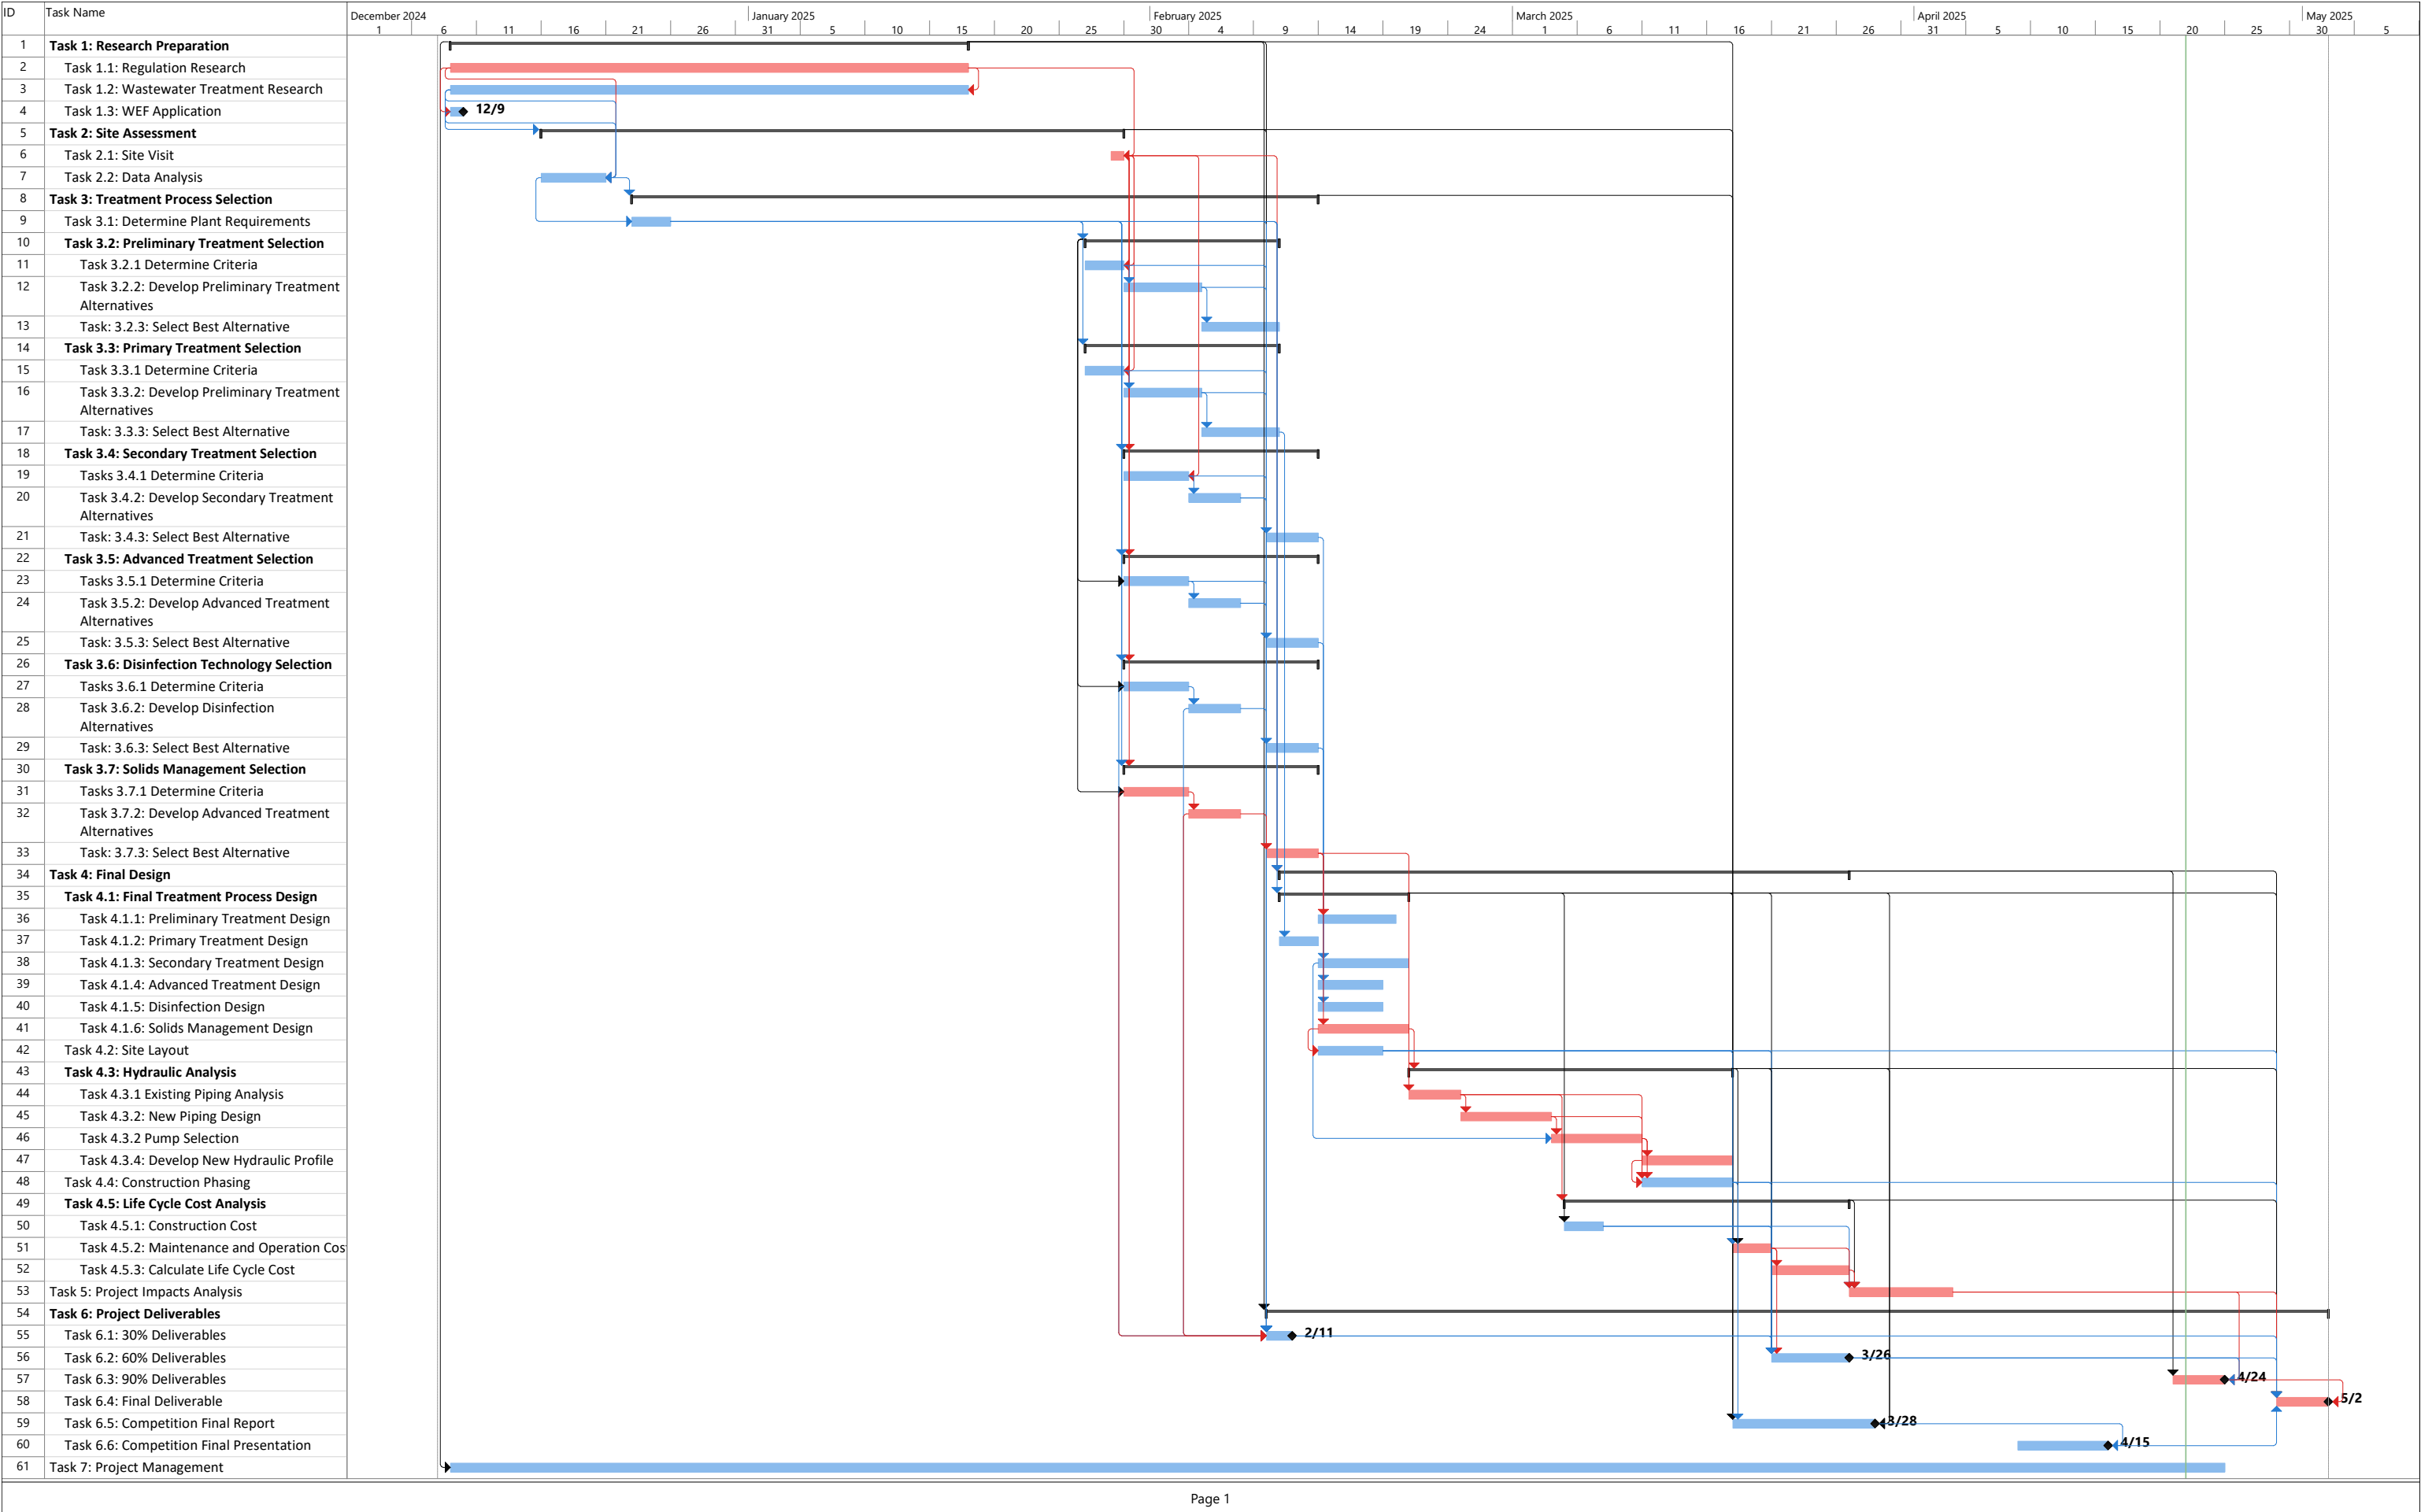 ID Task Name December 2024 January 2025 February 2025 March 2025 April 2025 May 2025
1 6 11 16 21 26 31 5 10 15 20 25 30 4 9 14 19 24 1 6 11 16 21 26 31 5 10 15 20 25 30 5
1 Task 1: Research Preparation
2 Task 1.1: Regulation Research
3 Task 1.2: Wastewater Treatment Research
4 Task 1.3: WEF Application 12/9
5 Task 2: Site Assessment
6 Task 2.1: Site Visit
7 Task 2.2: Data Analysis
8 Task 3: Treatment Process Selection
9 Task 3.1: Determine Plant Requirements
10 Task 3.2: Preliminary Treatment Selection
11 Task 3.2.1 Determine Criteria
12 Task 3.2.2: Develop Preliminary Treatment
Alternatives
13 Task: 3.2.3: Select Best Alternative
14 Task 3.3: Primary Treatment Selection
15 Task 3.3.1 Determine Criteria
16 Task 3.3.2: Develop Preliminary Treatment
Alternatives
17 Task: 3.3.3: Select Best Alternative
18 Task 3.4: Secondary Treatment Selection
19 Tasks 3.4.1 Determine Criteria
20 Task 3.4.2: Develop Secondary Treatment
Alternatives
21 Task: 3.4.3: Select Best Alternative
22 Task 3.5: Advanced Treatment Selection
23 Tasks 3.5.1 Determine Criteria
24 Task 3.5.2: Develop Advanced Treatment
Alternatives
25 Task: 3.5.3: Select Best Alternative
26 Task 3.6: Disinfection Technology Selection
27 Tasks 3.6.1 Determine Criteria
28 Task 3.6.2: Develop Disinfection
Alternatives
29 Task: 3.6.3: Select Best Alternative
30 Task 3.7: Solids Management Selection
31 Tasks 3.7.1 Determine Criteria
32 Task 3.7.2: Develop Advanced Treatment
Alternatives
33 Task: 3.7.3: Select Best Alternative
34 Task 4: Final Design
35 Task 4.1: Final Treatment Process Design
36 Task 4.1.1: Preliminary Treatment Design
37 Task 4.1.2: Primary Treatment Design
38 Task 4.1.3: Secondary Treatment Design
39 Task 4.1.4: Advanced Treatment Design
40 Task 4.1.5: Disinfection Design
41 Task 4.1.6: Solids Management Design
42 Task 4.2: Site Layout
43 Task 4.3: Hydraulic Analysis
44 Task 4.3.1 Existing Piping Analysis
45 Task 4.3.2: New Piping Design
46 Task 4.3.2 Pump Selection
47 Task 4.3.4: Develop New Hydraulic Profile
48 Task 4.4: Construction Phasing
49 Task 4.5: Life Cycle Cost Analysis
50 Task 4.5.1: Construction Cost
51 Task 4.5.2: Maintenance and Operation Cos
52 Task 4.5.3: Calculate Life Cycle Cost
53 Task 5: Project Impacts Analysis
54 Task 6: Project Deliverables
55 Task 6.1: 30% Deliverables 2/11
56 Task 6.2: 60% Deliverables 3/26
57 Task 6.3: 90% Deliverables 4/24
58 Task 6.4: Final Deliverable 5/2
59 Task 6.5: Competition Final Report 3/28
60 Task 6.6: Competition Final Presentation 4/15
61 Task 7: Project Management
Page 1